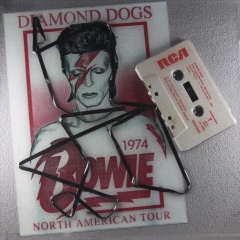 DIAMOND DOGS
RCA
1974
BOWIE
NORTH AMERICAN TOUR